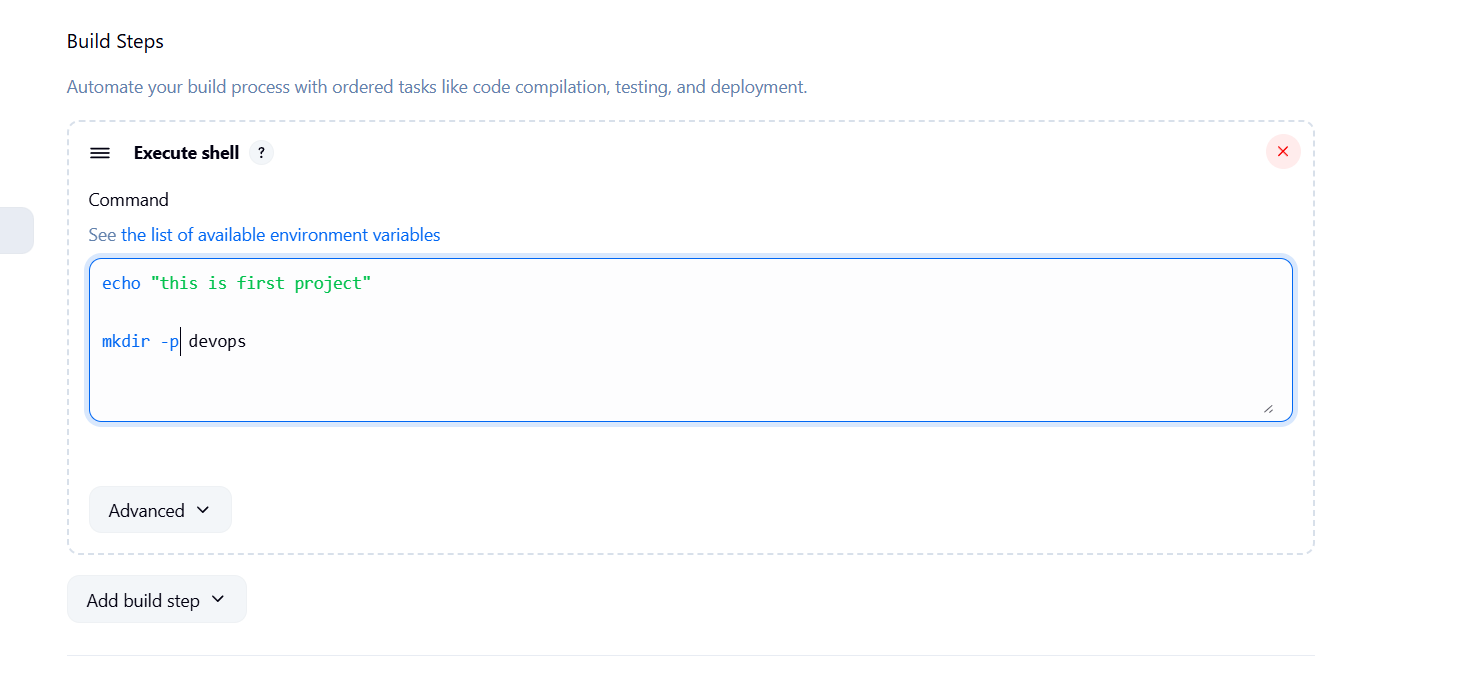 Build Steps
Automate your build process with ordered tasks like code compilation, testing, and deployment.
Execute shell ?
Command
See the list of available environment variables
echo "this is first project"
mkdir -p devops
Advanced
Add build step